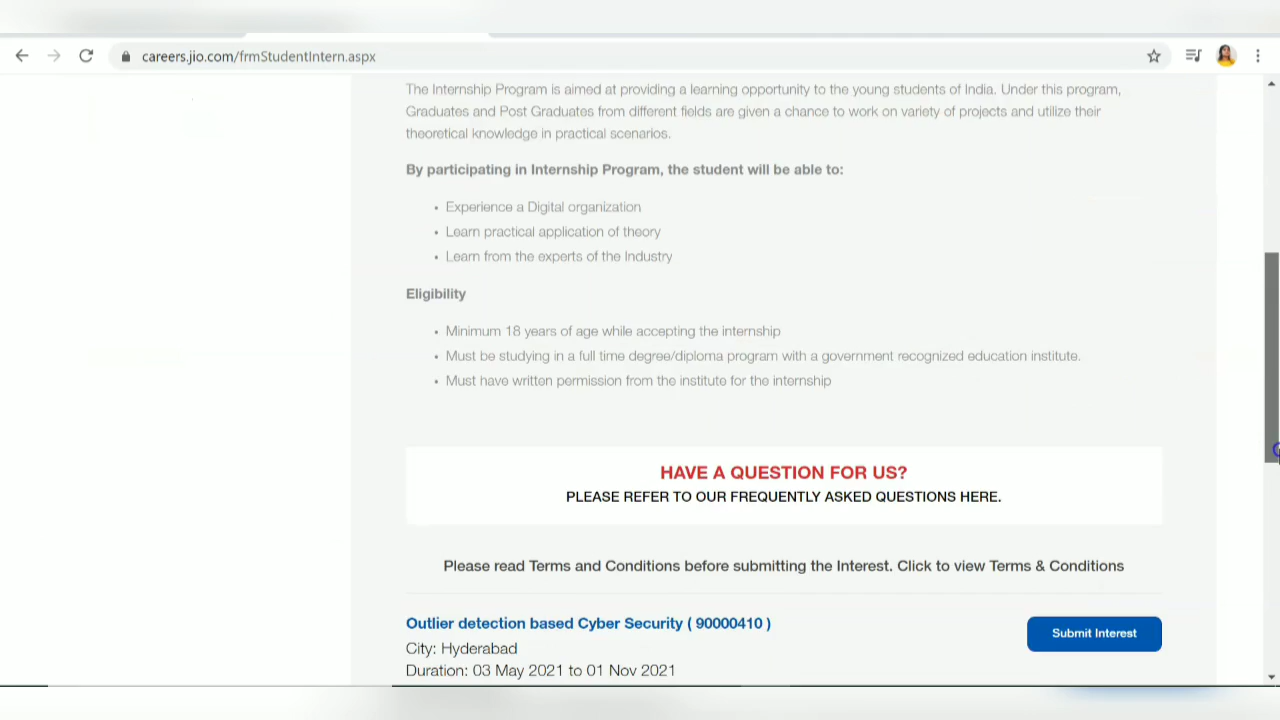 careers.jio.com/frmStudentIntern.aspx
The Internship Program is aimed at providing a learning opportunity to the young students of India. Under this program,
Graduates and Post Graduates from different fields are given a chance to work on variety of projects and utilize their
theoretical knowledge in practical scenarios.
By participating in Internship Program, the student will be able to:
• Experience a Digital organization
• Learn practical application of theory
• Learn from the experts of the Industry
Eligibility
• Minimum 18 years of age while accepting the internship
• Must be studying in a full time degree/diploma program with a government recognized education institute.
• Must have written permission from the institute for the internship
HAVE A QUESTION FOR US?
PLEASE REFER TO OUR FREQUENTLY ASKED QUESTIONS HERE.
Please read Terms and Conditions before submitting the Interest. Click to view Terms & Conditions
Outlier detection based Cyber Security ( 90000410 )
Submit Interest
City: Hyderabad
Duration: 03 May 2021 to 01 Nov 2021